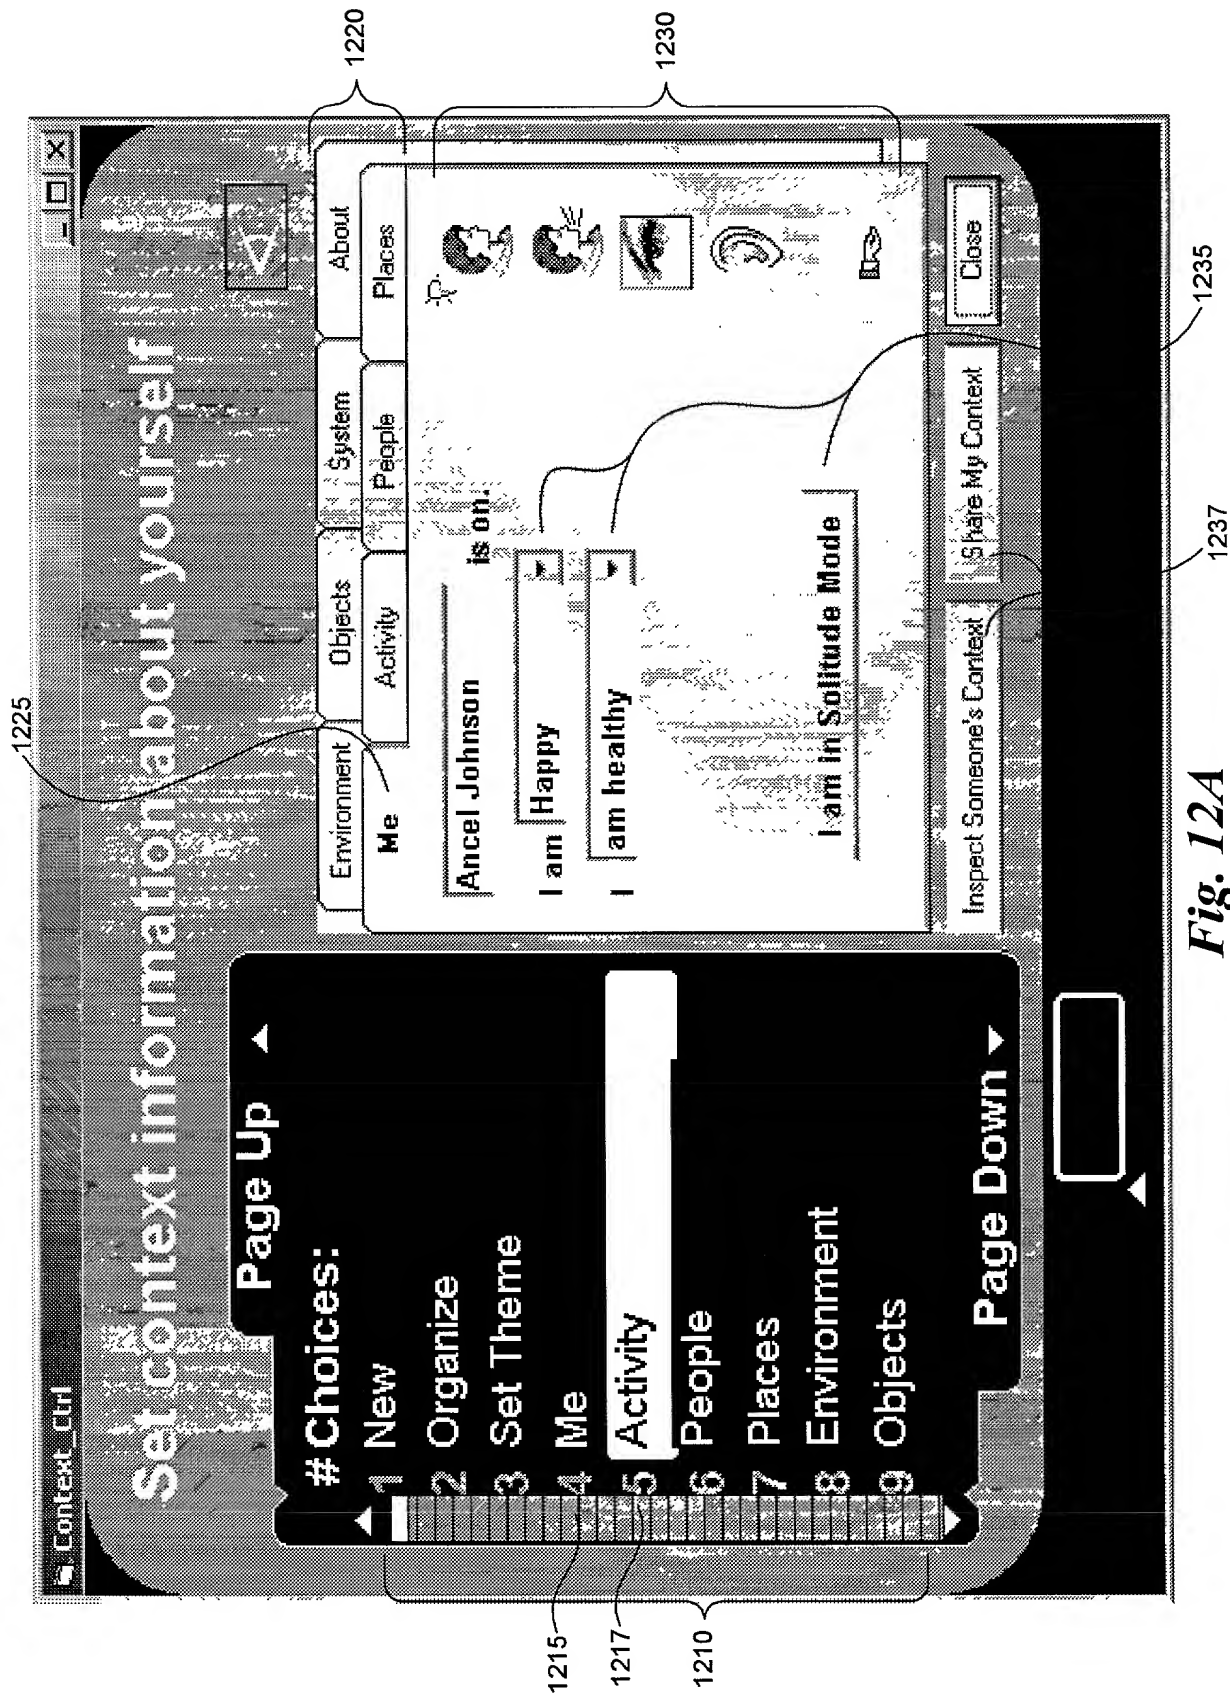 Context_Ctrl
Set context information about yourself
Page Up
# Choices:
1 New
2 Organize
3 Set Theme
4 Me
5 Activity
6 People
7 Places
8 Environment
9 Objects
Page Down
Environment Objects System About
Me Activity People Places
Ancel Johnson
is on.
I am Happy
I am healthy
I am in Solitude Mode
Inspect Someone's Context Share My Context Close
1225
1220
1230
1235
1237
1215
1217
1210
Fig. 12A